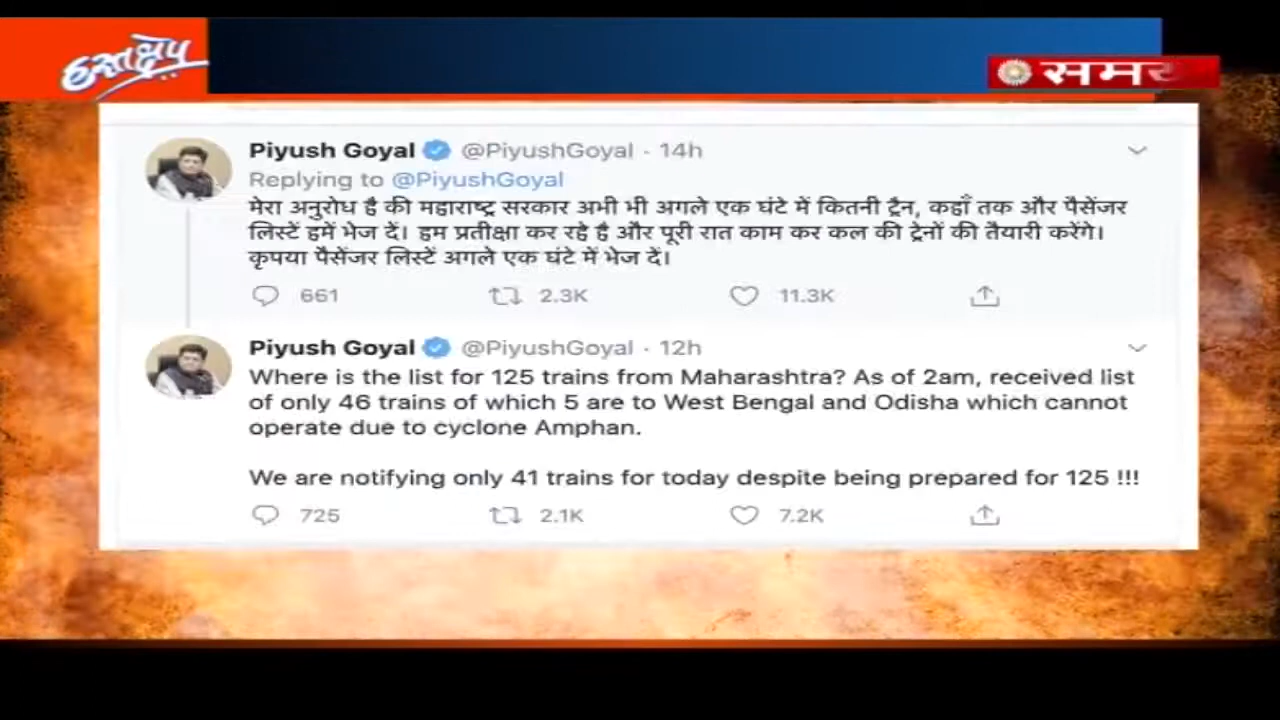 हस्तक्षेप
समय
Piyush Goyal @PiyushGoyal · 14h
Replying to @PiyushGoyal
मेरा अनुरोध है की महाराष्ट्र सरकार अभी भी अगले एक घंटे में कितनी ट्रैन, कहाँ तक और पैसेंजर
लिस्टें हमें भेज दें। हम प्रतीक्षा कर रहे है और पूरी रात काम कर कल की ट्रेनों की तैयारी करेंगे।
कृपया पैसेंजर लिस्टें अगले एक घंटे में भेज दें।
661 2.3K 11.3K
Piyush Goyal @PiyushGoyal · 12h
Where is the list for 125 trains from Maharashtra? As of 2am, received list
of only 46 trains of which 5 are to West Bengal and Odisha which cannot
operate due to cyclone Amphan.
We are notifying only 41 trains for today despite being prepared for 125 !!!
725 2.1K 7.2K